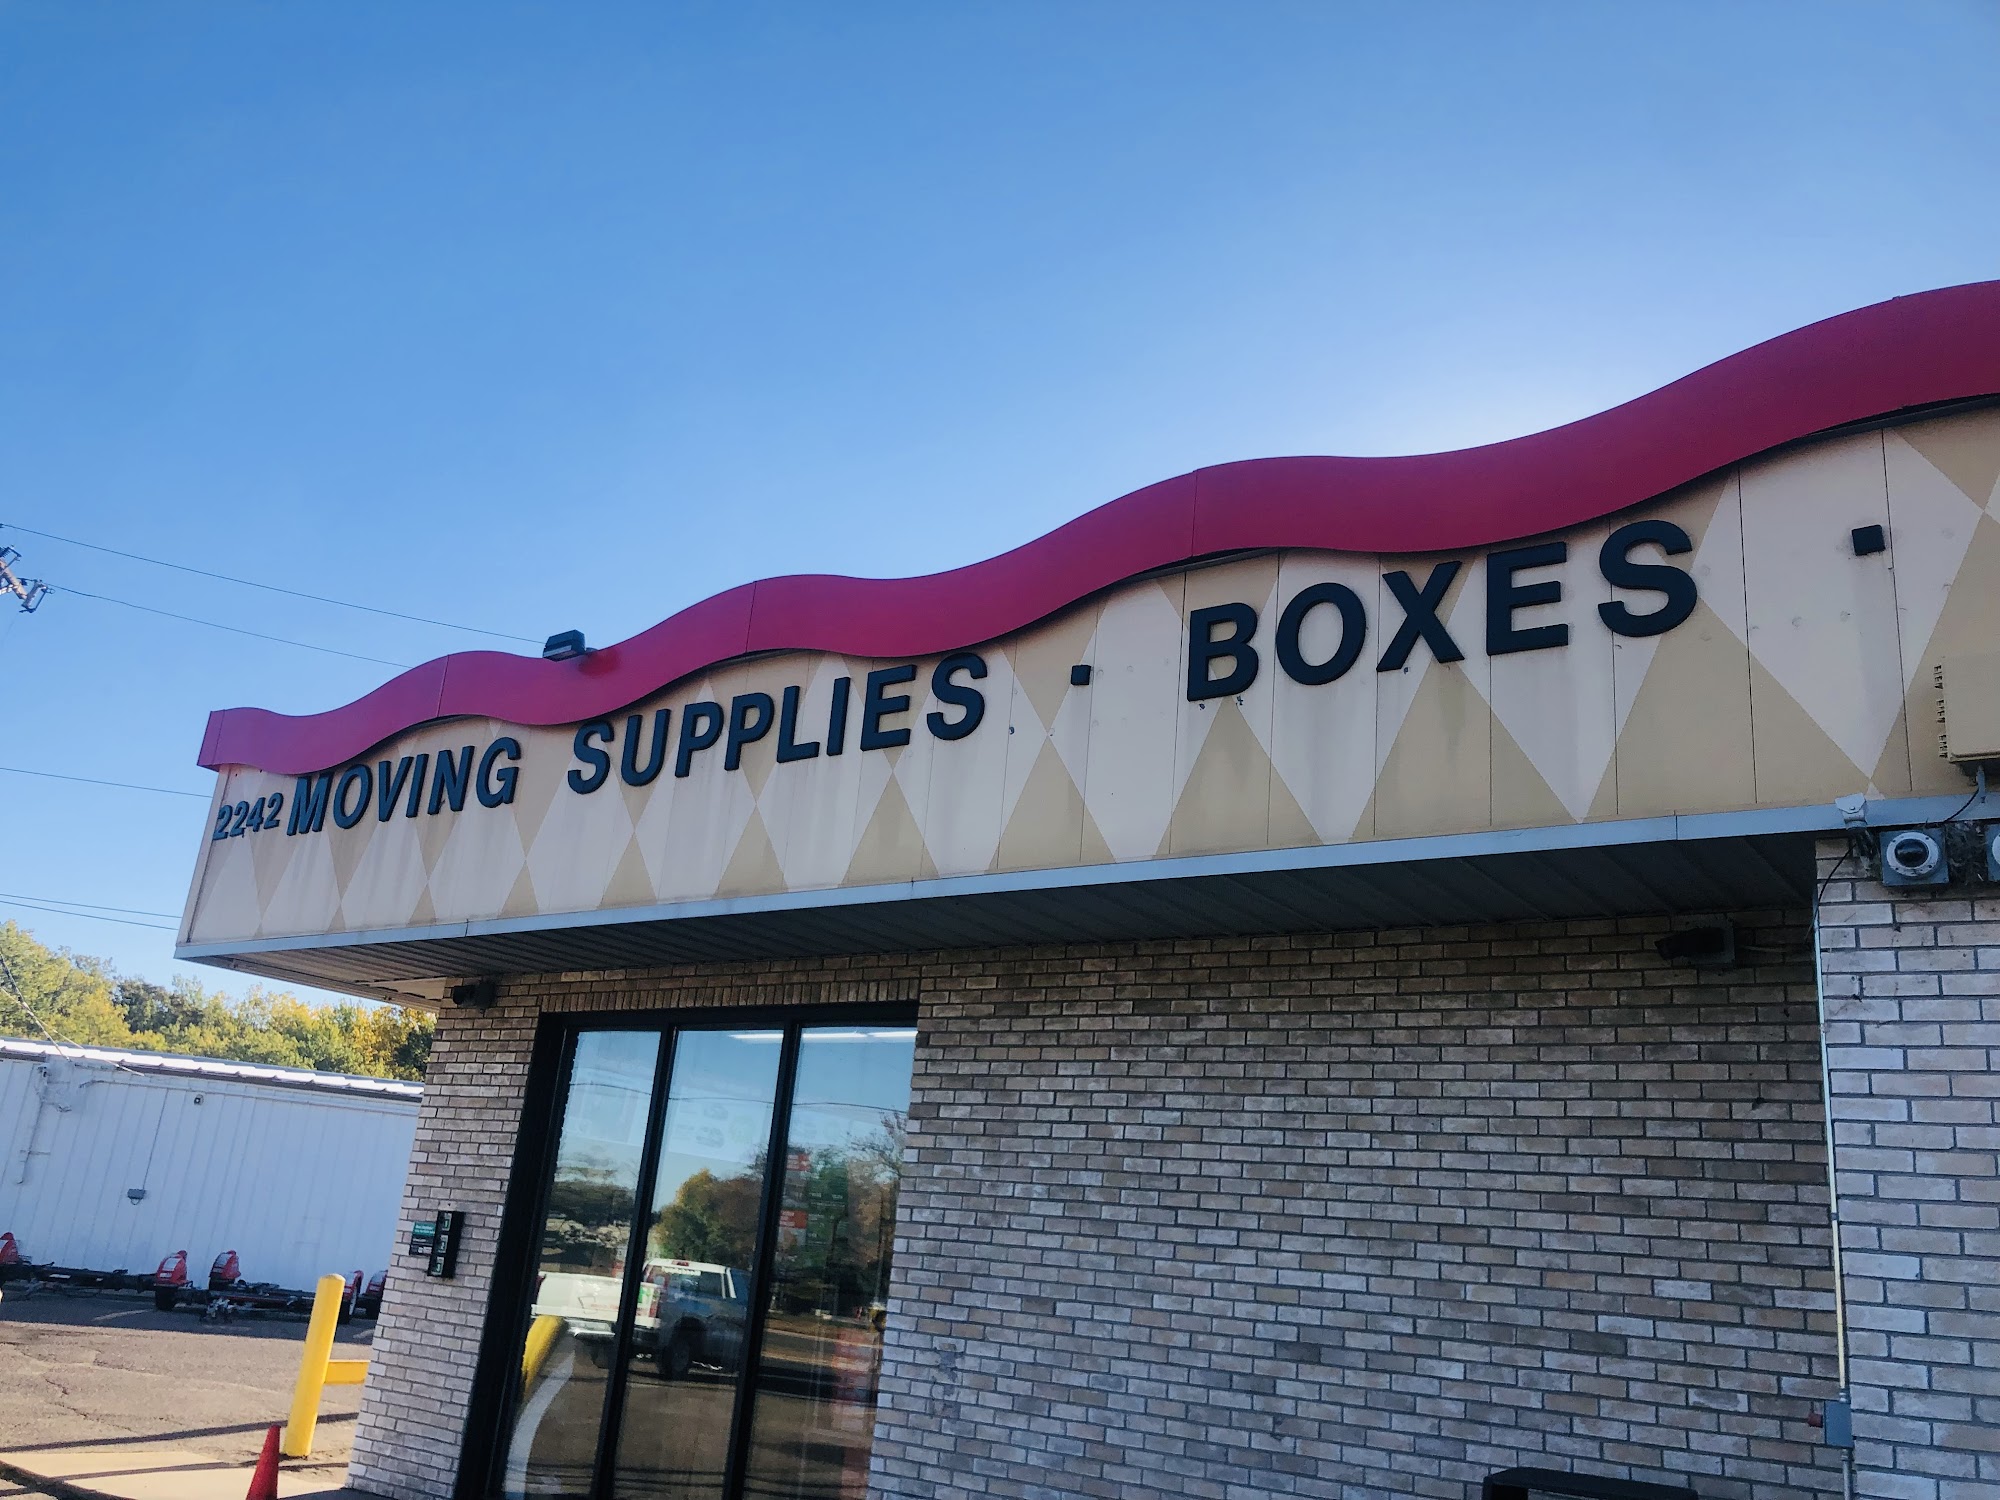 2242 MOVING SUPPLIES · BOXES ·